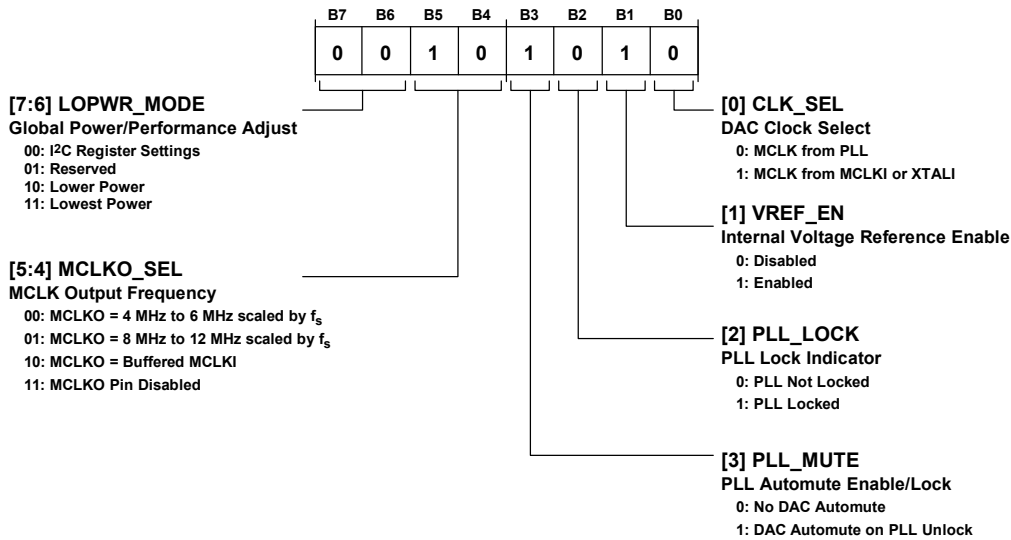 B7 B6 B5 B4 B3 B2 B1 B0
0 0 1 0 1 0 1 0
[7:6] LOPWR_MODE
Global Power/Performance Adjust
00: I2C Register Settings
01: Reserved
10: Lower Power
11: Lowest Power
[5:4] MCLKO_SEL
MCLK Output Frequency
00: MCLKO = 4 MHz to 6 MHz scaled by fs
01: MCLKO = 8 MHz to 12 MHz scaled by fs
10: MCLKO = Buffered MCLKI
11: MCLKO Pin Disabled
[0] CLK_SEL
DAC Clock Select
0: MCLK from PLL
1: MCLK from MCLKI or XTALI
[1] VREF_EN
Internal Voltage Reference Enable
0: Disabled
1: Enabled
[2] PLL_LOCK
PLL Lock Indicator
0: PLL Not Locked
1: PLL Locked
[3] PLL_MUTE
PLL Automute Enable/Lock
0: No DAC Automute
1: DAC Automute on PLL Unlock